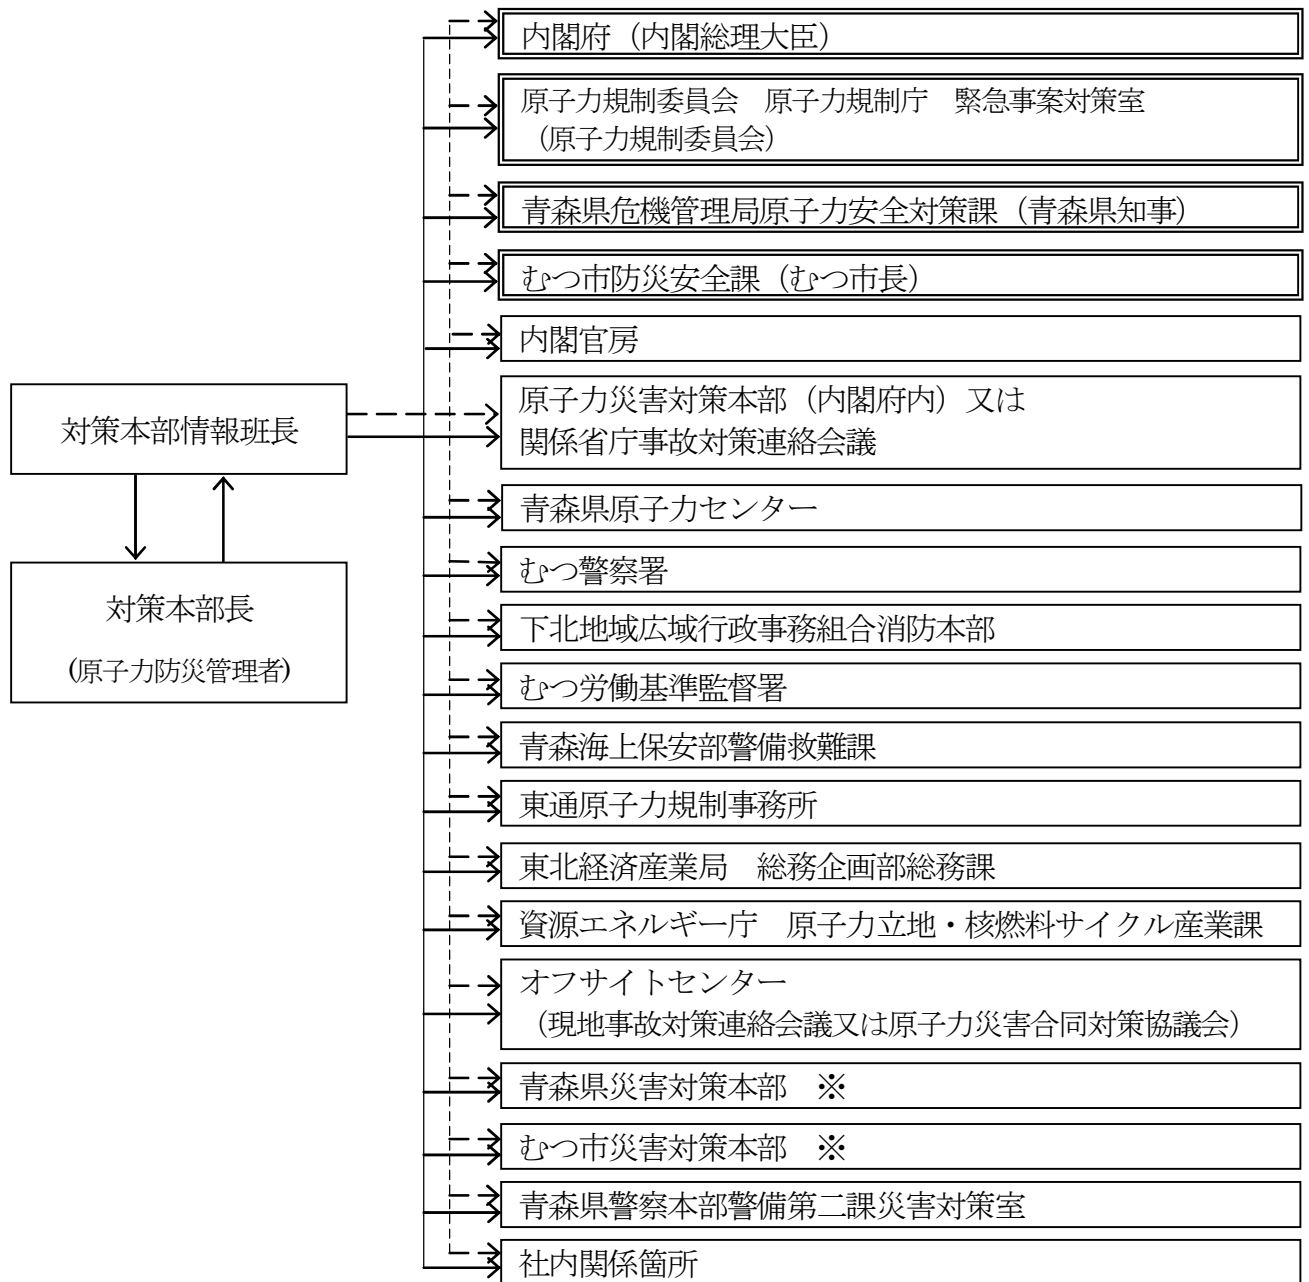 内閣府（内閣総理大臣）
原子力規制委員会　原子力規制庁　緊急事案対策室
（原子力規制委員会）
青森県危機管理局原子力安全対策課（青森県知事）
むつ市防災安全課（むつ市長）
内閣官房
対策本部情報班長
対策本部長
(原子力防災管理者)
原子力災害対策本部（内閣府内）又は
関係省庁事故対策連絡会議
青森県原子力センター
むつ警察署
下北地域広域行政事務組合消防本部
むつ労働基準監督署
青森海上保安部警備救難課
東通原子力規制事務所
東北経済産業局　総務企画部総務課
資源エネルギー庁　原子力立地・核燃料サイクル産業課
オフサイトセンター
（現地事故対策連絡会議又は原子力災害合同対策協議会）
青森県災害対策本部　※
むつ市災害対策本部　※
青森県警察本部警備第二課災害対策室
社内関係箇所